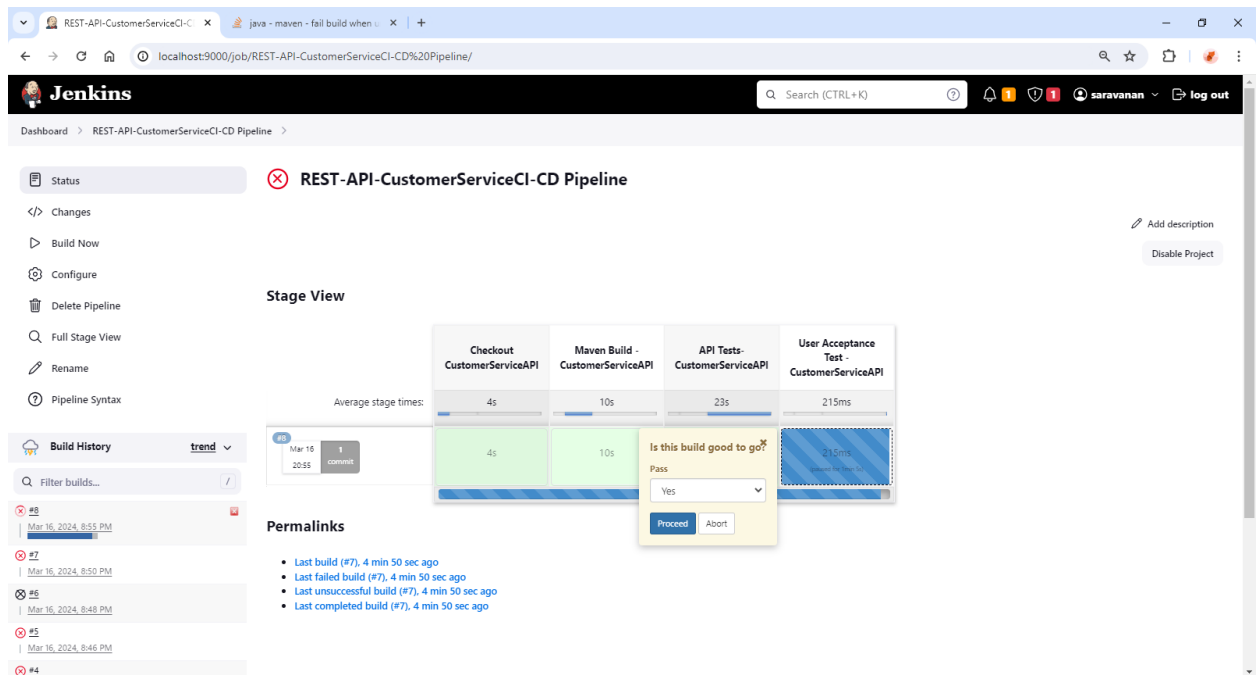 REST-API-CustomerServiceCI-C
java - maven - fail build when u
localhost:9000/job/REST-API-CustomerServiceCI-CD%20Pipeline/
Jenkins
Search (CTRL+K)
1
1
saravanan
log out
Dashboard > REST-API-CustomerServiceCI-CD Pipeline >
Status
Changes
Build Now
Configure
Delete Pipeline
Full Stage View
Rename
Pipeline Syntax
Build History
trend
Filter builds...
/
#8
Mar 16, 2024, 8:55 PM
#7
Mar 16, 2024, 8:50 PM
#6
Mar 16, 2024, 8:48 PM
#5
Mar 16, 2024, 8:46 PM
#4
REST-API-CustomerServiceCI-CD Pipeline
Add description
Disable Project
Stage View
Checkout
CustomerServiceAPI
Maven Build -
CustomerServiceAPI
API Tests-
CustomerServiceAPI
User Acceptance
Test -
CustomerServiceAPI
Average stage times:
4s
10s
23s
215ms
#8
Mar 16
20:55
1
commit
4s
10s
215ms
Is this build good to go?
Pass
Yes
Proceed
Abort
Permalinks
Last build (#7), 4 min 50 sec ago
Last failed build (#7), 4 min 50 sec ago
Last unsuccessful build (#7), 4 min 50 sec ago
Last completed build (#7), 4 min 50 sec ago